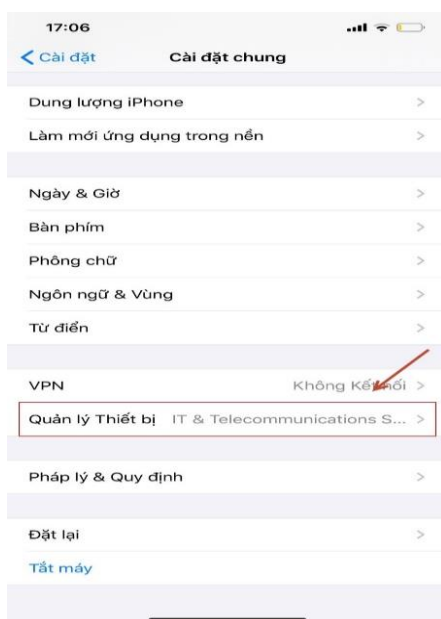 17:06
Cài đặt Cài đặt chung
Dung lượng iPhone
Làm mới ứng dụng trong nền
Ngày & Giờ
Bàn phím
Phông chữ
Ngôn ngữ & Vùng
Từ điển
VPN Không Kết nối
Quản lý Thiết bị IT & Telecommunications S...
Pháp lý & Quy định
Đặt lại
Tắt máy